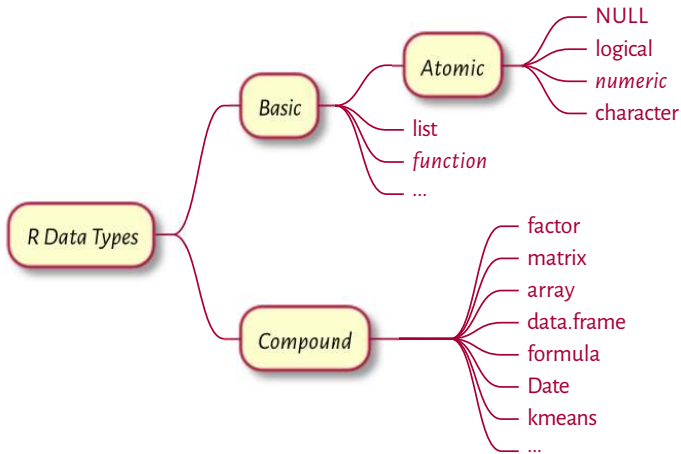 R Data Types
Basic
Atomic
NULL
logical
numeric
character
list
function
...
Compound
factor
matrix
array
data.frame
formula
Date
kmeans
...